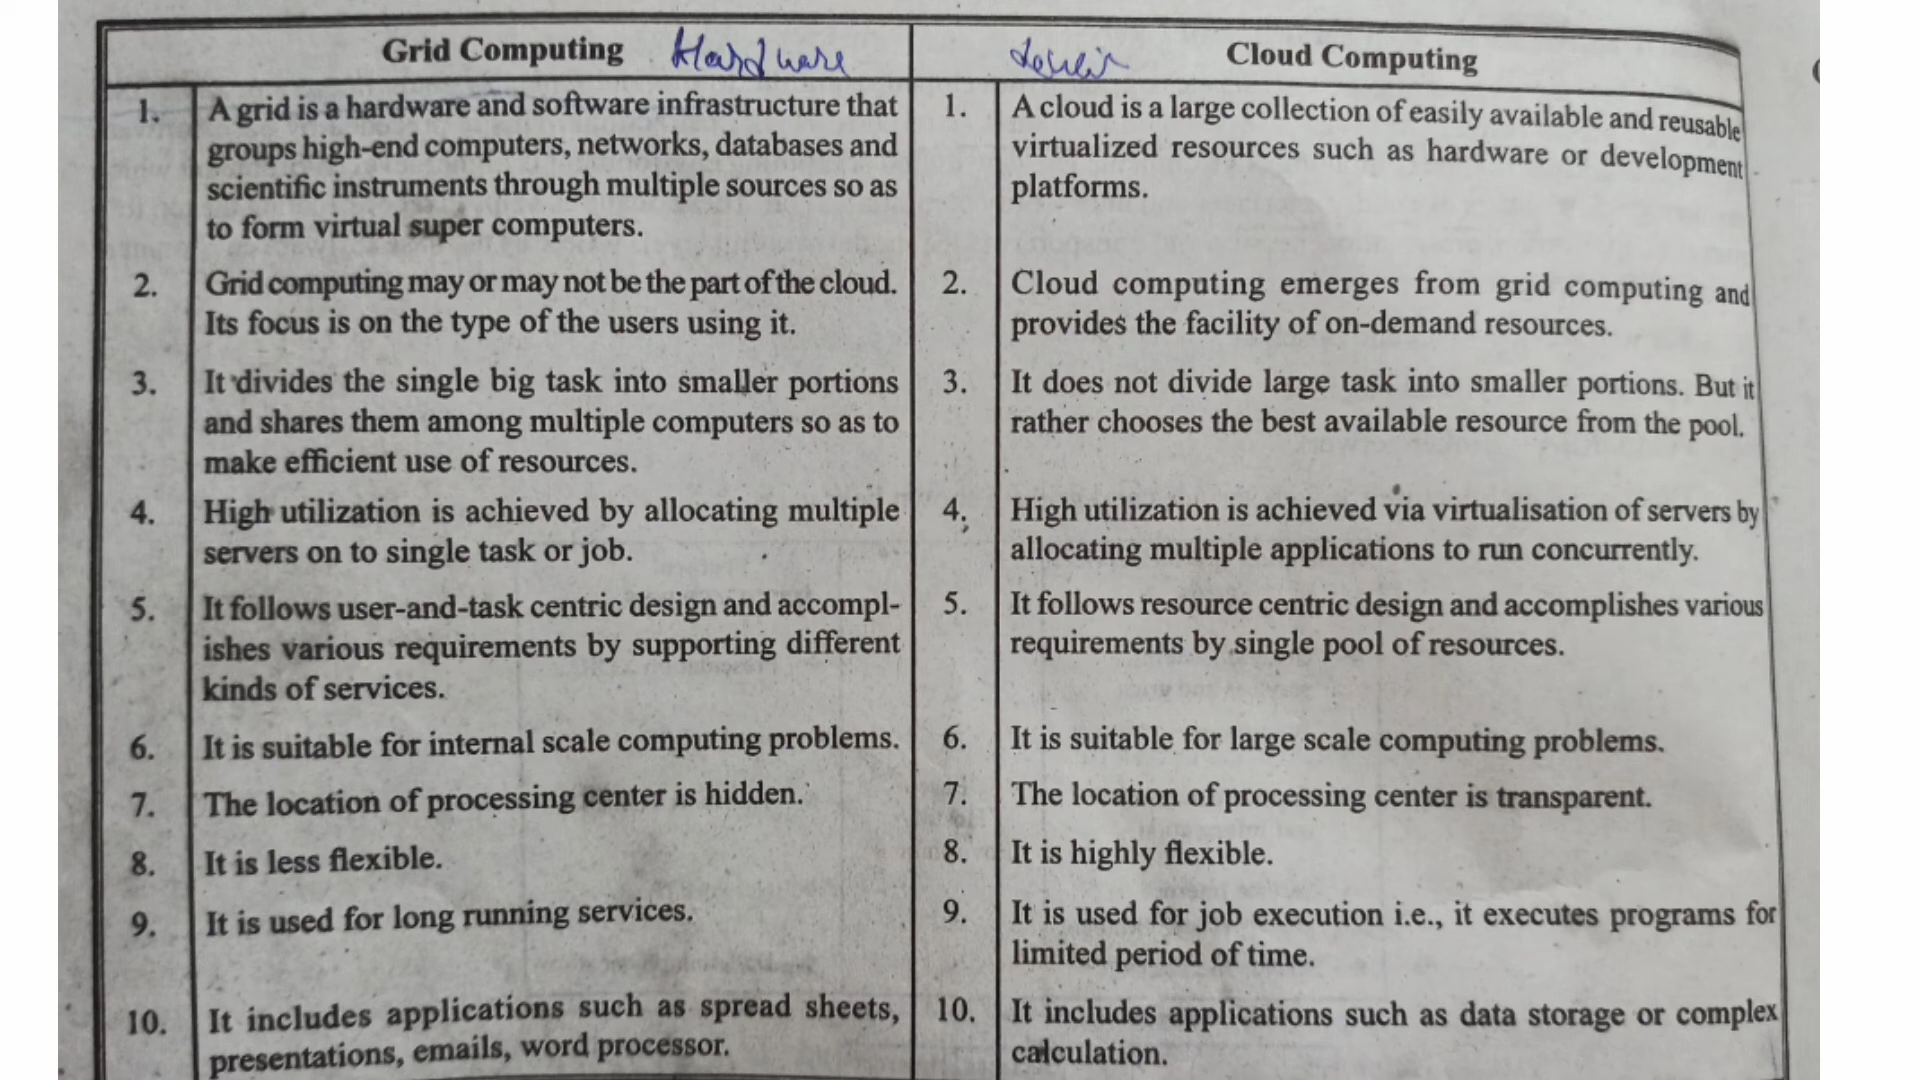 Grid Computing Hardware
Cloud Computing
1. A grid is a hardware and software infrastructure that
groups high-end computers, networks, databases and
scientific instruments through multiple sources so as
to form virtual super computers.
1. A cloud is a large collection of easily available and reusable
virtualized resources such as hardware or development
platforms.
2. Grid computing may or may not be the part of the cloud.
Its focus is on the type of the users using it.
2. Cloud computing emerges from grid computing and
provides the facility of on-demand resources.
3. It divides the single big task into smaller portions
and shares them among multiple computers so as to
make efficient use of resources.
3. It does not divide large task into smaller portions. But it
rather chooses the best available resource from the pool.
4. High utilization is achieved by allocating multiple
servers on to single task or job.
4. High utilization is achieved via virtualisation of servers by
allocating multiple applications to run concurrently.
5. It follows user-and-task centric design and accompl-
ishes various requirements by supporting different
kinds of services.
5. It follows resource centric design and accomplishes various
requirements by single pool of resources.
6. It is suitable for internal scale computing problems.
6. It is suitable for large scale computing problems.
7. The location of processing center is hidden.
7. The location of processing center is transparent.
8. It is less flexible.
8. It is highly flexible.
9. It is used for long running services.
9. It is used for job execution i.e., it executes programs for
limited period of time.
10. It includes applications such as spread sheets,
presentations, emails, word processor.
10. It includes applications such as data storage or complex
calculation.